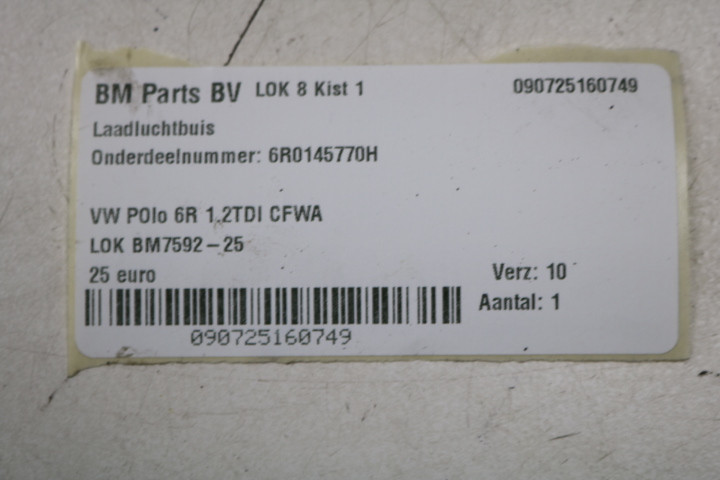 BM Parts BV LOK 8 Kist 1 090725160749
Laadluchtbuis
Onderdeelnummer: 6R0145770H
VW POlo 6R 1.2TDI CFWA
LOK BM7592-25
25 euro Verz: 10
Aantal: 1
090725160749